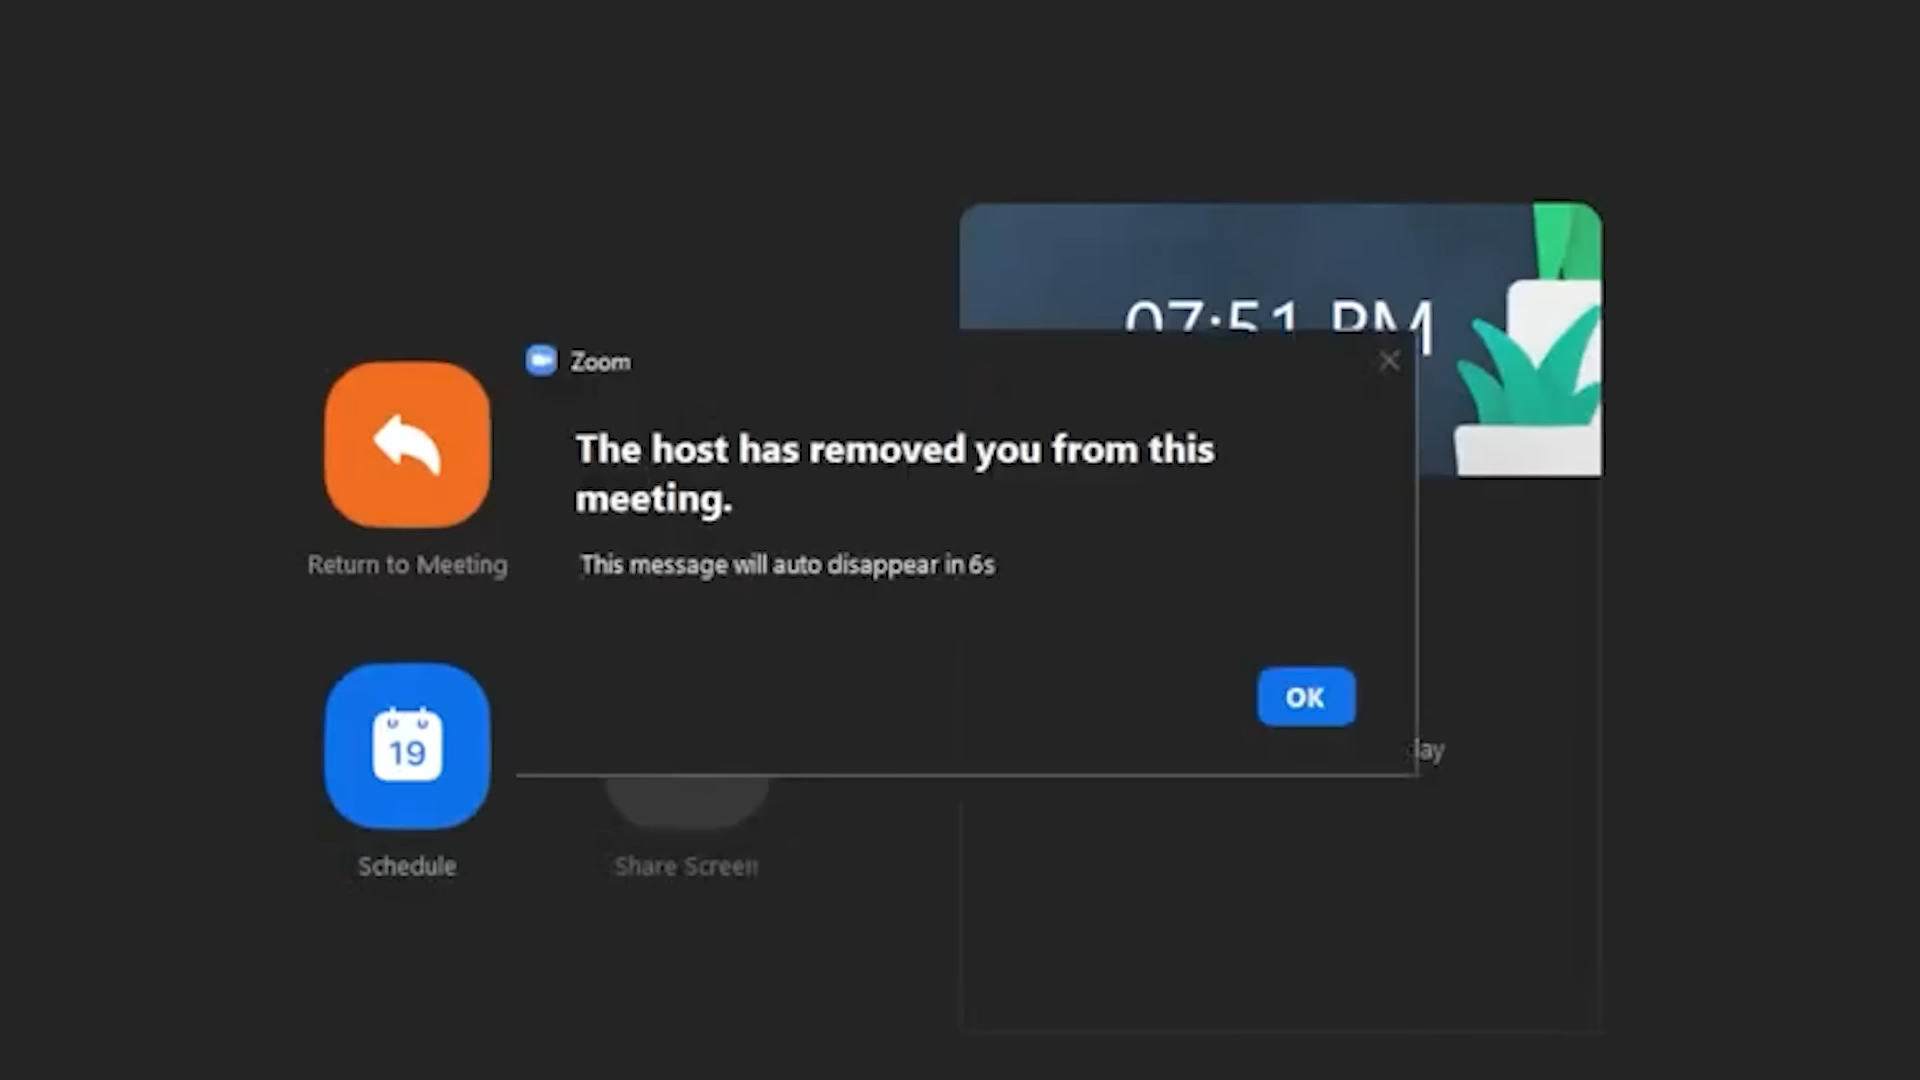 07:51 PM
Zoom
The host has removed you from this
meeting.
This message will auto disappear in 6s
Return to Meeting
OK
19
Schedule
Share Screen